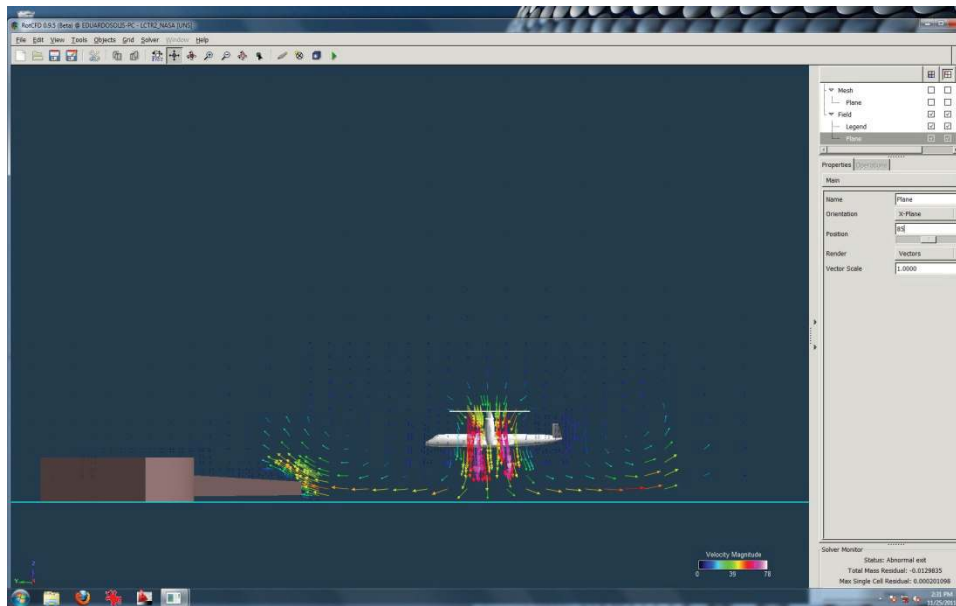 RotCFD 0.9.5 (Beta) @ EDUARDOSOLIS-PC - LCTR2_NASA [UNS]
File Edit View Tools Objects Grid Solver Window Help
Mesh
Plane
Field
Legend
Plane
Properties Operations
Main
Name Plane
Orientation X-Plane
Position 85
Render Vectors
Vector Scale 1.0000
Velocity Magnitude
0 39 78
Solver Monitor
Status: Abnormal exit
Total Mass Residual: -0.0129835
Max Single Cell Residual: 0.000201098
Z
Y
2:31 PM